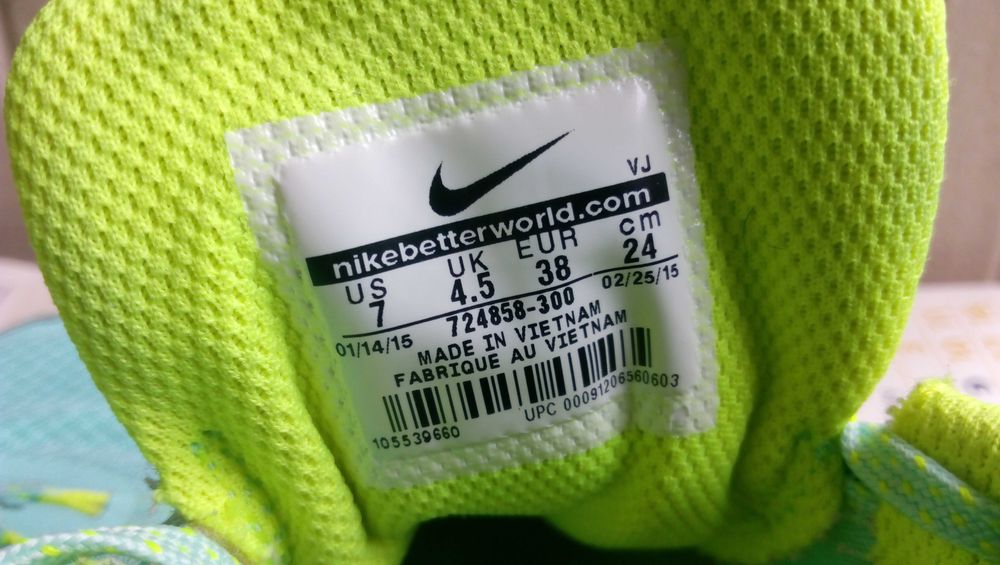 VJ
nikebetterworld.com
US UK EUR cm
7 4.5 38 24
01/14/15 724858-300 02/25/15
MADE IN VIETNAM
FABRIQUE AU VIETNAM
105539660 UPC 00091206560603